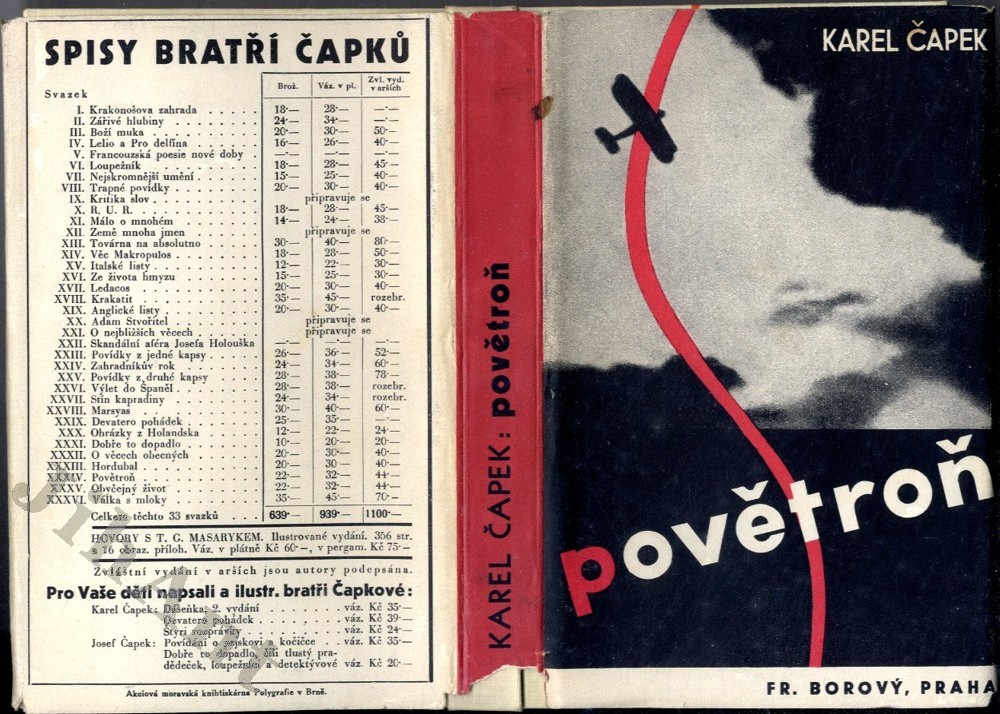 SPISY BRATŘÍ ČAPKŮ
Svazek Brož. Váz. v pl. Zvl. vyd. v arších
I. Krakonošova zahrada . . . . . 18·— 28·— —·—
II. Zářivé hlubiny . . . . . 24·— 34·— —·—
III. Boží muka . . . . . 20·— 30·— 50·—
IV. Lelio a Pro delfína . . . . . 16·— 26·— 40·—
V. Francouzská poesie nové doby . —·— —·— —·—
VI. Loupežník . . . . . 18·— 28·— 45·—
VII. Nejskromnější umění . . . . . 15·— 25·— 40·—
VIII. Trapné povídky . . . . . 20·— 30·— 40·—
IX. Kritika slov . . . . . připravuje se
X. R. U. R. . . . . . 18·— 28·— 45·—
XI. Málo o mnohém . . . . . 14·— 24·— 38·—
XII. Země mnoha jmen . . . . . připravuje se
XIII. Továrna na absolutno . . . . . 30·— 40·— 80·—
XIV. Věc Makropulos . . . . . 18·— 28·— 50·—
XV. Italské listy . . . . . 12·— 22·— 30·—
XVI. Ze života hmyzu . . . . . 15·— 25·— 30·—
XVII. Ledacos . . . . . 20·— 30·— 40·—
XVIII. Krakatit . . . . . 35·— 45·— rozebr.
XIX. Anglické listy . . . . . 20·— 30·— 40·—
XX. Adam Stvořitel . . . . . připravuje se
XXI. O nejbližších věcech . . . . . připravuje se
XXII. Skandální aféra Josefa Holouška —·— —·— —·—
XXIII. Povídky z jedné kapsy . . . . . 26·— 36·— 52·—
XXIV. Zahradníkův rok . . . . . 24·— 34·— 60·—
XXV. Povídky z druhé kapsy . . . . . 28·— 38·— 78·—
XXVI. Výlet do Španěl . . . . . 28·— 38·— rozebr.
XXVII. Stín kapradiny . . . . . 24·— 34·— rozebr.
XXVIII. Marsyas . . . . . 30·— 40·— 60·—
XXIX. Devatero pohádek . . . . . 25·— 35·— —·—
XXX. Obrázky z Holandska . . . . . 12·— 22·— 24·—
XXXI. Dobře to dopadlo . . . . . 10·— 20·— 20·—
XXXII. O věcech obecných . . . . . 20·— 30·— 40·—
XXXIII. Hordubal . . . . . 20·— 30·— 40·—
XXXIV. Povětroň . . . . . 22·— 32·— 44·—
XXXV. Obyčejný život . . . . . 22·— 32·— 44·—
XXXVI. Válka s mloky . . . . . 35·— 45·— 70·—
Celkem těchto 33 svazků . . . 639·— 939·— 1100·—
HOVORY S T. G. MASARYKEM. Ilustrované vydání. 356 str.
s 16 obraz. příloh. Váz. v plátně Kč 60·—, v pergam. Kč 75·—
Zvláštní vydání v arších jsou autory podepsána.
Pro Vaše děti napsali a ilustr. bratři Čapkové:
Karel Čapek: Dášeňka, 2. vydání . . . . . váz. Kč 35·—
Devatero pohádek . . . . . váz. Kč 39·—
Štyri rozprávky . . . . . váz. Kč 24·—
Josef Čapek: Povídání o pejskovi a kočičce . . váz. Kč 35·—
Dobře to dopadlo, čili tlustý pra-
dědeček, loupežníci a detektývové váz. Kč 20·—
Akciová moravská knihtiskárna Polygrafie v Brně.
KAREL ČAPEK: povětroň
KAREL ČAPEK
povětroň
FR. BOROVÝ, PRAHA